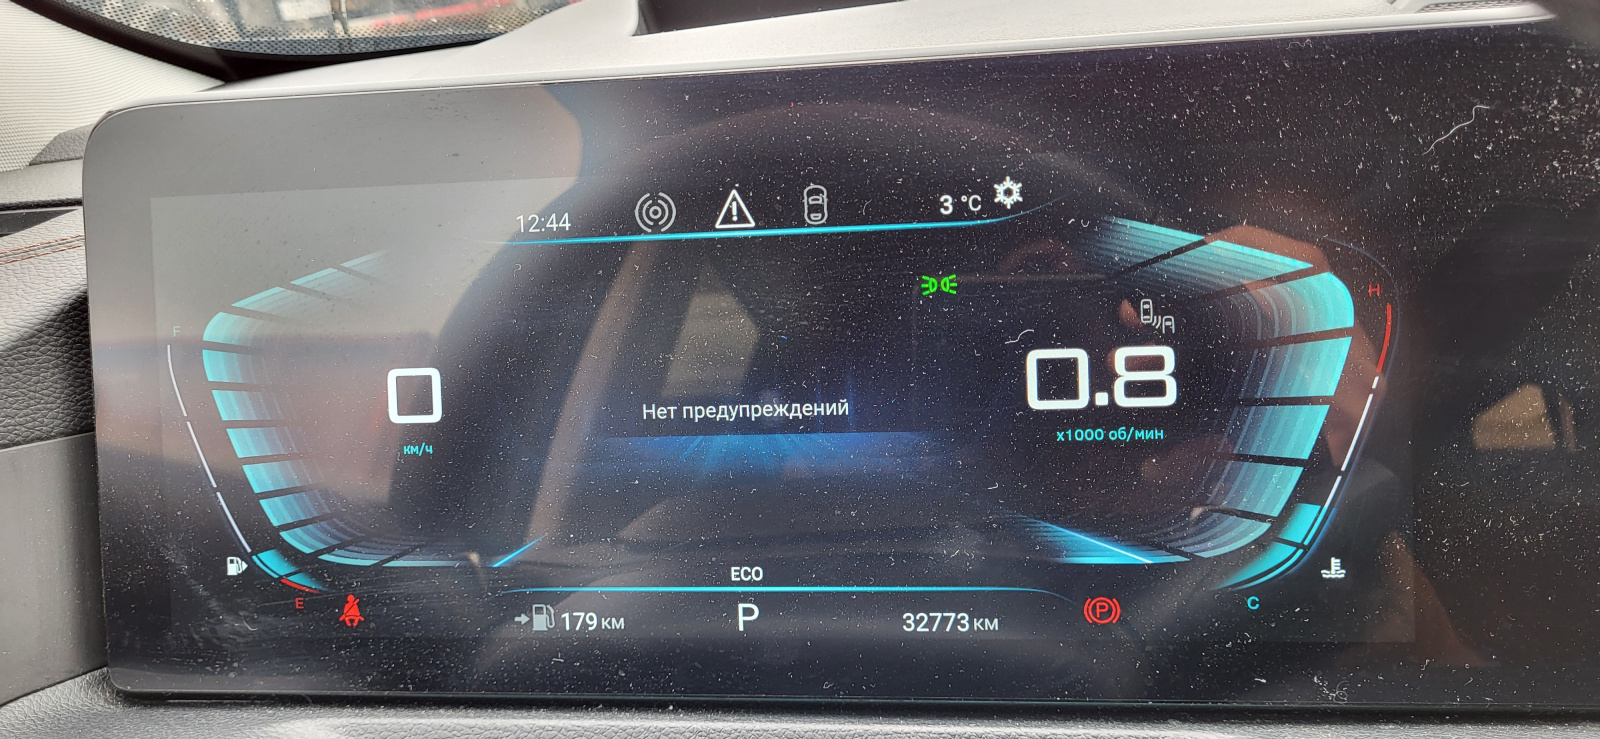 12:44
3 °C
F
H
0
км/ч
0.8
x1000 об/мин
Нет предупреждений
ECO
E
C
179 км
P
32773 км
P